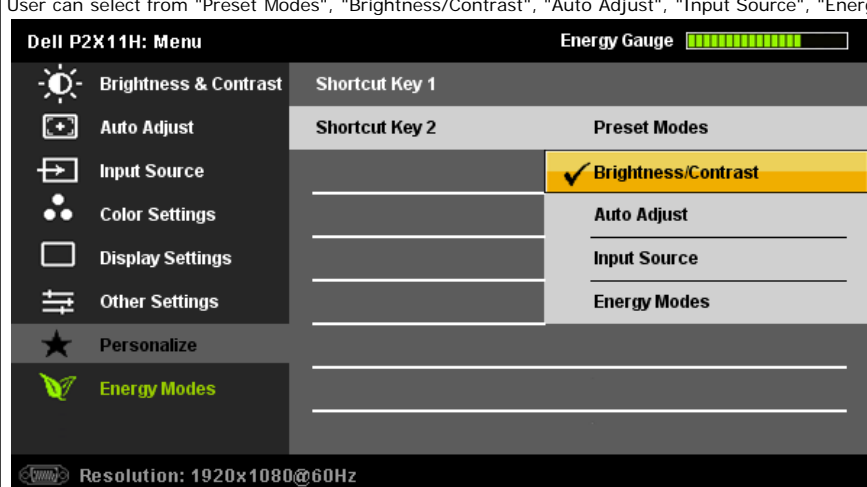 User can select from "Preset Modes", "Brightness/Contrast", "Auto Adjust", "Input Source", "Energ
Dell P2X11H: Menu
Energy Gauge
Brightness & Contrast
Shortcut Key 1
Auto Adjust
Shortcut Key 2
Preset Modes
Input Source
Brightness/Contrast
Color Settings
Auto Adjust
Display Settings
Input Source
Other Settings
Energy Modes
Personalize
Energy Modes
Resolution: 1920x1080@60Hz